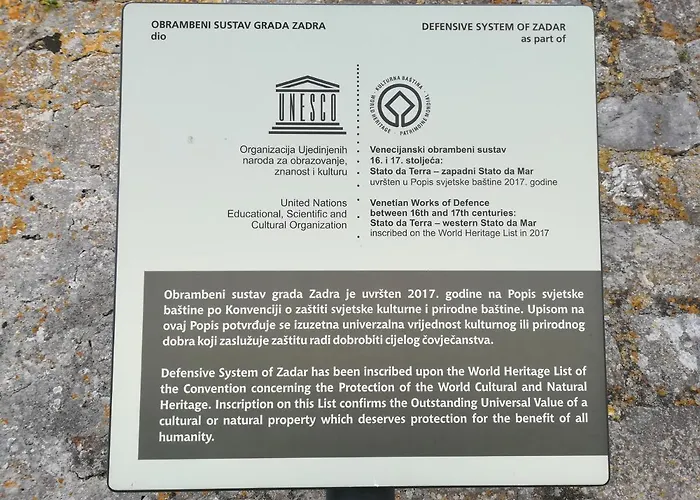 OBRAMBENI SUSTAV GRADA ZADRA
dio
DEFENSIVE SYSTEM OF ZADAR
as part of
UNESCO
WORLD HERITAGE · KULTURNA BAŠTINA · PATRIMOINE MONDIAL
Organizacija Ujedinjenih
naroda za obrazovanje,
znanost i kulturu
United Nations
Educational, Scientific and
Cultural Organization
Venecijanski obrambeni sustav
16. i 17. stoljeća:
Stato da Terra – zapadni Stato da Mar
uvršten u Popis svjetske baštine 2017. godine
Venetian Works of Defence
between 16th and 17th centuries:
Stato da Terra – western Stato da Mar
inscribed on the World Heritage List in 2017
Obrambeni sustav grada Zadra je uvršten 2017. godine na Popis svjetske
baštine po Konvenciji o zaštiti svjetske kulturne i prirodne baštine. Upisom na
ovaj Popis potvrđuje se izuzetna univerzalna vrijednost kulturnog ili prirodnog
dobra koji zaslužuje zaštitu radi dobrobiti cijelog čovječanstva.
Defensive System of Zadar has been inscribed upon the World Heritage List of
the Convention concerning the Protection of the World Cultural and Natural
Heritage. Inscription on this List confirms the Outstanding Universal Value of a
cultural or natural property which deserves protection for the benefit of all
humanity.